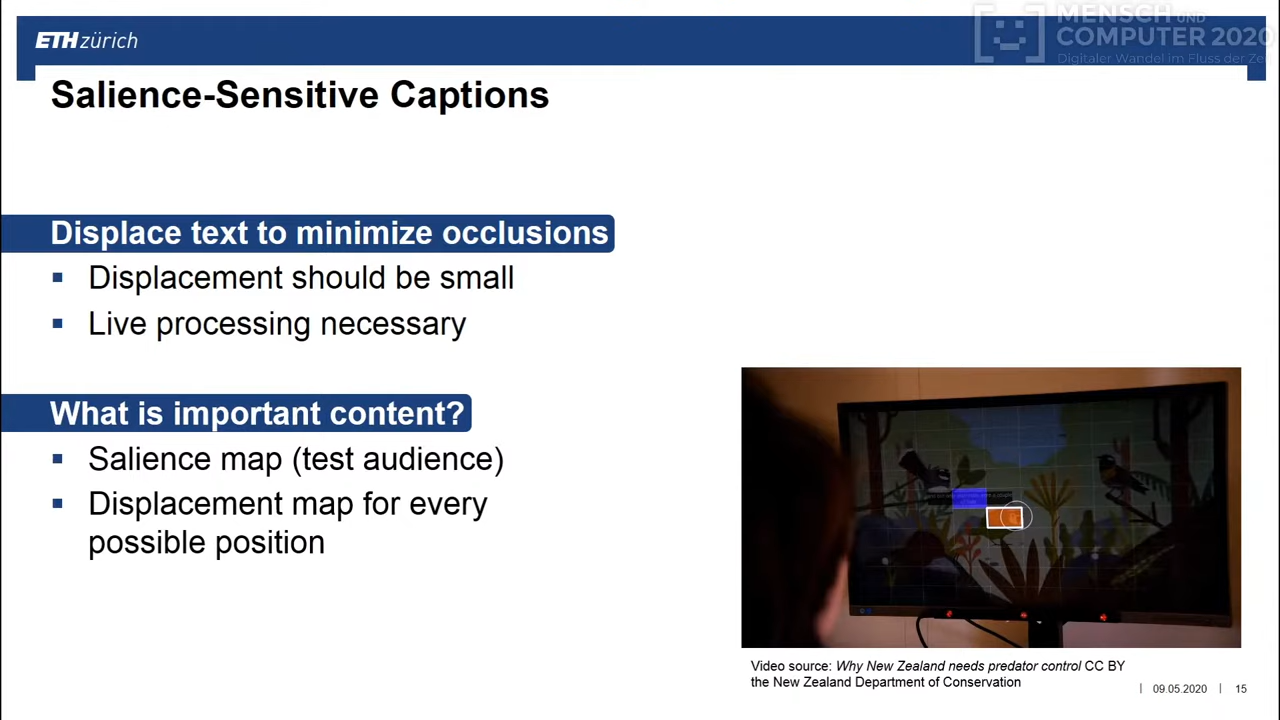 ETH zürich
MENSCH UND
COMPUTER 2020
Digitaler Wandel im Fluss der
Salience-Sensitive Captions
Displace text to minimize occlusions
▪ Displacement should be small
▪ Live processing necessary
What is important content?
▪ Salience map (test audience)
▪ Displacement map for every
possible position
Video source: Why New Zealand needs predator control CC BY
the New Zealand Department of Conservation
| 09.05.2020 | 15